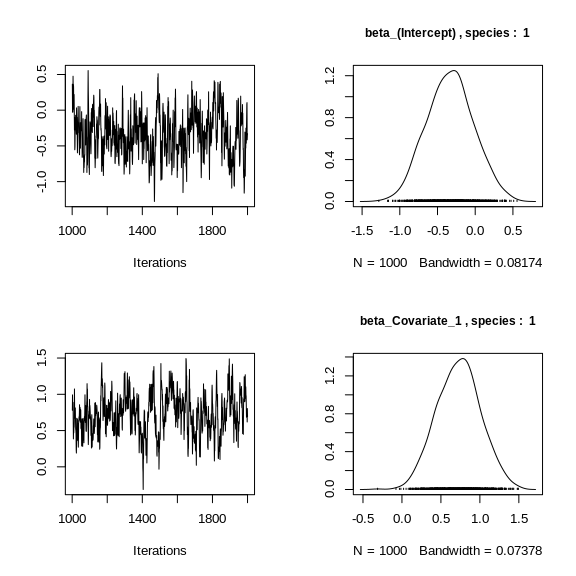 beta_(Intercept) , species : 1
0.5
0.0
-0.5
-1.0
1000 1400 1800
Iterations
1.2
0.8
0.4
0.0
-1.5 -1.0 -0.5 0.0 0.5
N = 1000 Bandwidth = 0.08174
beta_Covariate_1 , species : 1
1.5
1.0
0.5
0.0
1000 1400 1800
Iterations
1.2
0.8
0.4
0.0
-0.5 0.0 0.5 1.0 1.5
N = 1000 Bandwidth = 0.07378